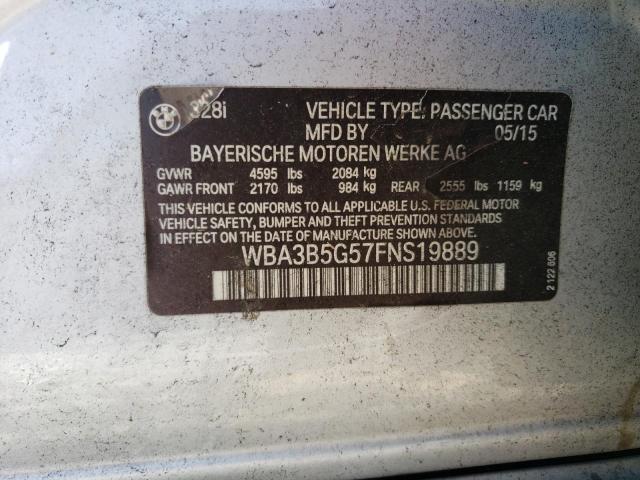 BMW
328i VEHICLE TYPE: PASSENGER CAR
MFD BY 05/15
BAYERISCHE MOTOREN WERKE AG
GVWR 4595 lbs 2084 kg
GAWR FRONT 2170 lbs 984 kg REAR 2555 lbs 1159 kg
THIS VEHICLE CONFORMS TO ALL APPLICABLE U.S. FEDERAL MOTOR
VEHICLE SAFETY, BUMPER AND THEFT PREVENTION STANDARDS
IN EFFECT ON THE DATE OF MANUFACTURE SHOWN ABOVE.
WBA3B5G57FNS19889
2 122 606